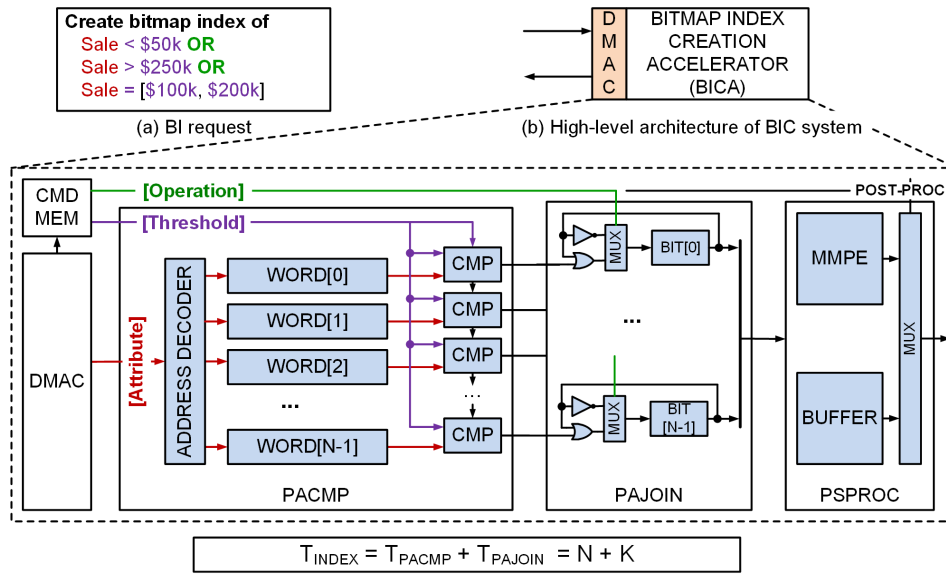 Create bitmap index of
Sale < $50k OR
Sale > $250k OR
Sale = [$100k, $200k]
(a) BI request
D
M
A
C
BITMAP INDEX
CREATION
ACCELERATOR
(BICA)
(b) High-level architecture of BIC system
CMD
MEM
[Operation]
[Threshold]
POST-PROC
DMAC
[Attribute]
ADDRESS DECODER
WORD[0]
WORD[1]
WORD[2]
...
WORD[N-1]
CMP
CMP
CMP
...
CMP
PACMP
MUX
BIT[0]
...
MUX
BIT
[N-1]
PAJOIN
MMPE
BUFFER
MUX
PSPROC
T_INDEX = T_PACMP + T_PAJOIN = N + K